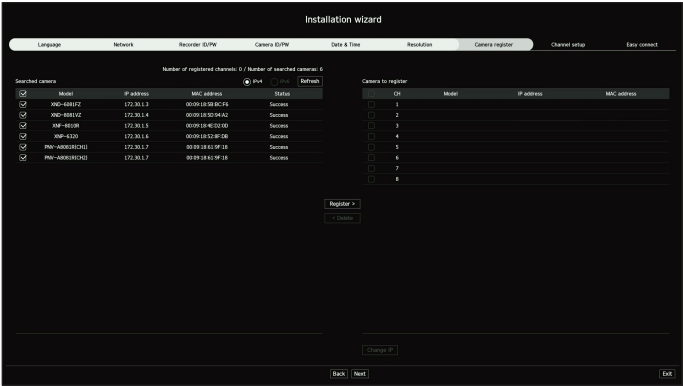 Installation wizard
Language Network Recorder ID/PW Camera ID/PW Date & Time Resolution Camera register Channel setup Easy connect
Number of registered channels: 0 / Number of searched cameras: 6
Searched camera IPv4 IPv6 Refresh Camera to register
Model IP address MAC address Status CH Model IP address MAC address
XND-6081FZ 172.30.1.3 00:09:18:5B:BC:F6 Success 1
XND-8081VZ 172.30.1.4 00:09:18:5D:94:A2 Success 2
XNF-8010R 172.30.1.5 00:09:18:4E:D2:0D Success 3
XNP-6320 172.30.1.6 00:09:18:52:8F:DB Success 4
PNV-A8081R(CH1) 172.30.1.7 00:09:18:61:9F:18 Success 5
PNV-A8081R(CH2) 172.30.1.7 00:09:18:61:9F:18 Success 6
7
8
Register >
< Delete
Change IP
Back Next Exit